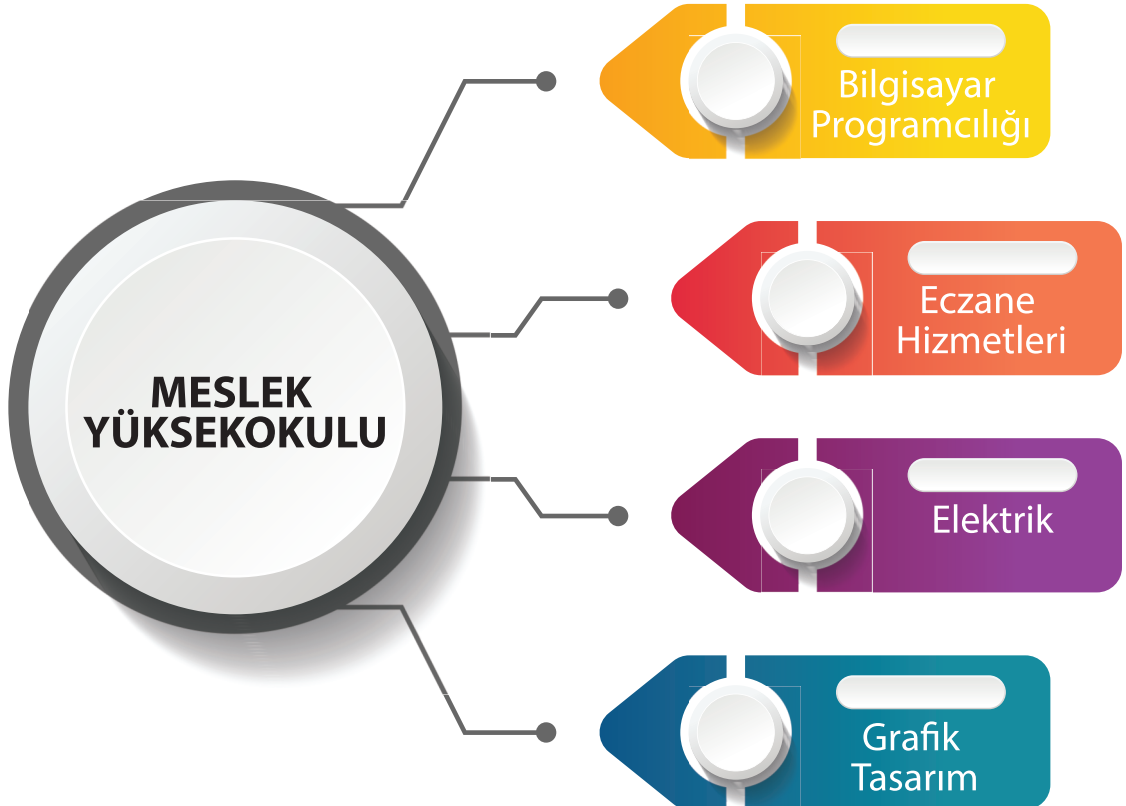 MESLEK
YÜKSEKOKULU
Bilgisayar
Programcılığı
Eczane
Hizmetleri
Elektrik
Grafik
Tasarım